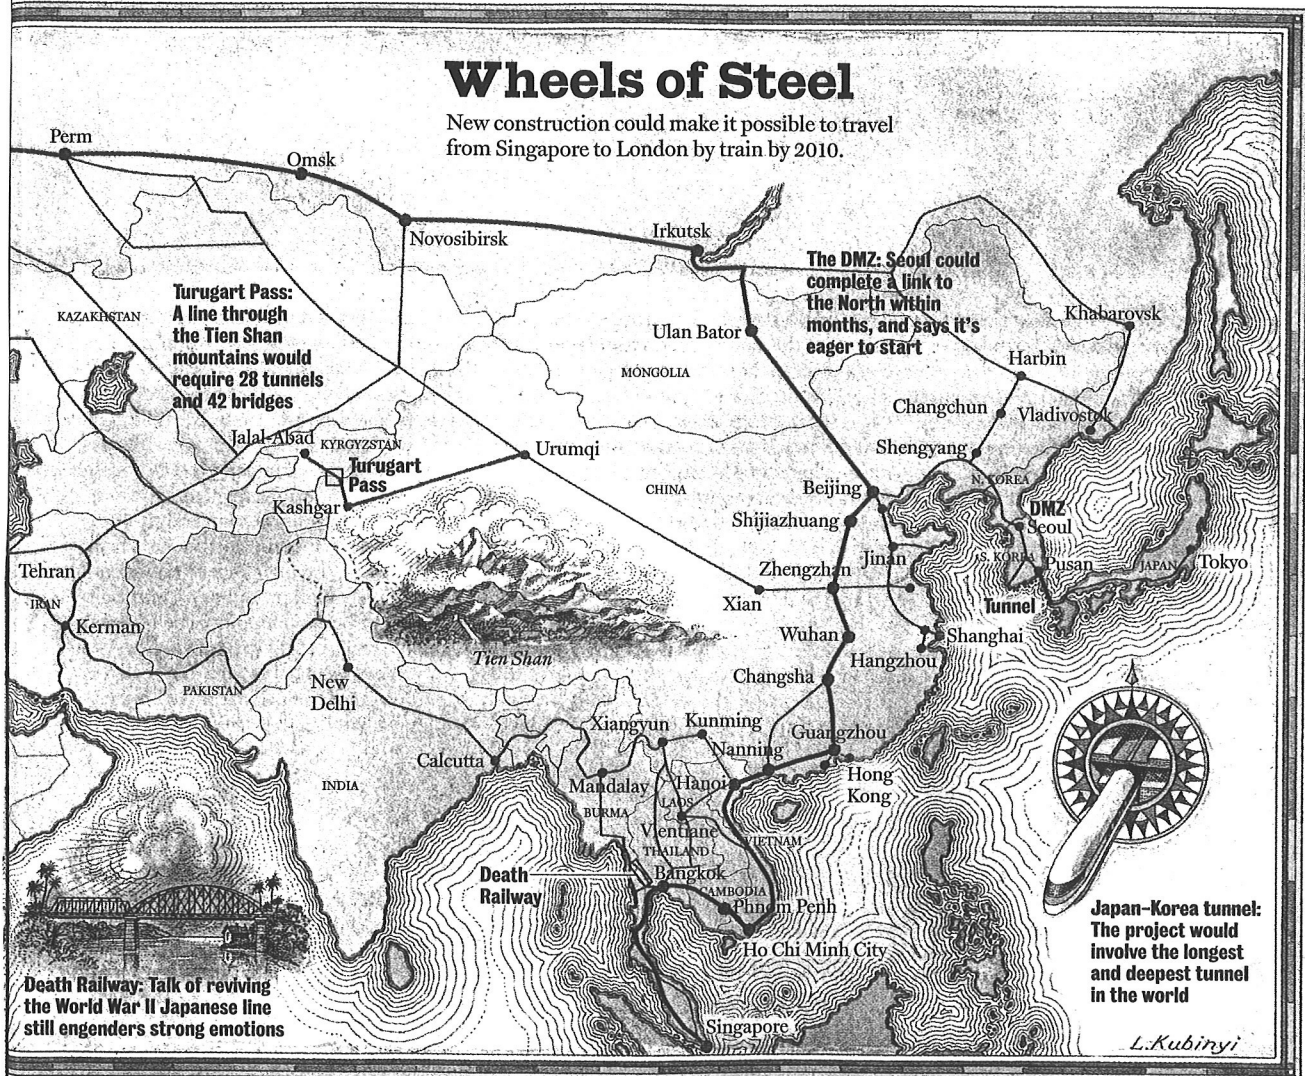 Wheels of Steel
New construction could make it possible to travel
from Singapore to London by train by 2010.
Perm
Omsk
Novosibirsk
Irkutsk
The DMZ: Seoul could
complete a link to
the North within
months, and says it's
eager to start
Turugart Pass:
A line through
the Tien Shan
mountains would
require 28 tunnels
and 42 bridges
KAZAKHSTAN
Ulan Bator
Khabarovsk
MONGOLIA
Harbin
Changchun
Vladivostok
Jalal-Abad
KYRGYZSTAN
Urumqi
Shengyang
Turugart
Pass
CHINA
Beijing
N. KOREA
Kashgar
Shijiazhuang
DMZ
Seoul
Tehran
Zhengzhan
Jinan
S. KOREA
Pusan
JAPAN
Tokyo
IRAN
Xian
Tunnel
Kerman
Wuhan
Shanghai
Tien Shan
Hangzhou
PAKISTAN
New
Delhi
Changsha
Xiangyun
Kunming
Nanning
Guangzhou
Calcutta
Mandalay
Hanoi
Hong
Kong
INDIA
BURMA
LAOS
Vientiane
VIETNAM
THAILAND
Death
Railway
Bangkok
CAMBODIA
Phnom Penh
Ho Chi Minh City
Japan–Korea tunnel:
The project would
involve the longest
and deepest tunnel
in the world
Death Railway: Talk of reviving
the World War II Japanese line
still engenders strong emotions
Singapore
L.Kubinyi